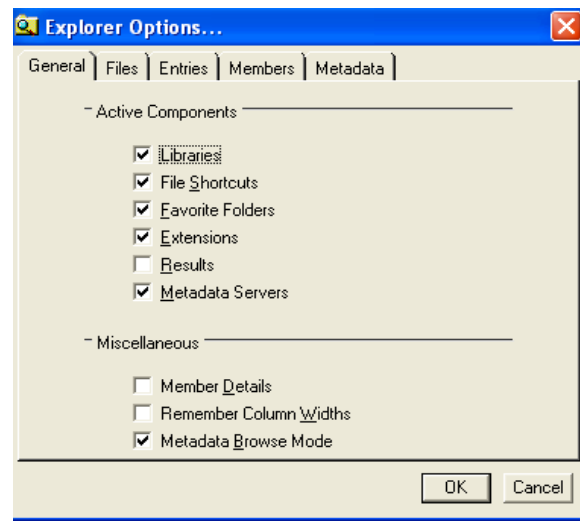 Explorer Options...
General Files Entries Members Metadata
Active Components
Libraries
File Shortcuts
Favorite Folders
Extensions
Results
Metadata Servers
Miscellaneous
Member Details
Remember Column Widths
Metadata Browse Mode
OK Cancel